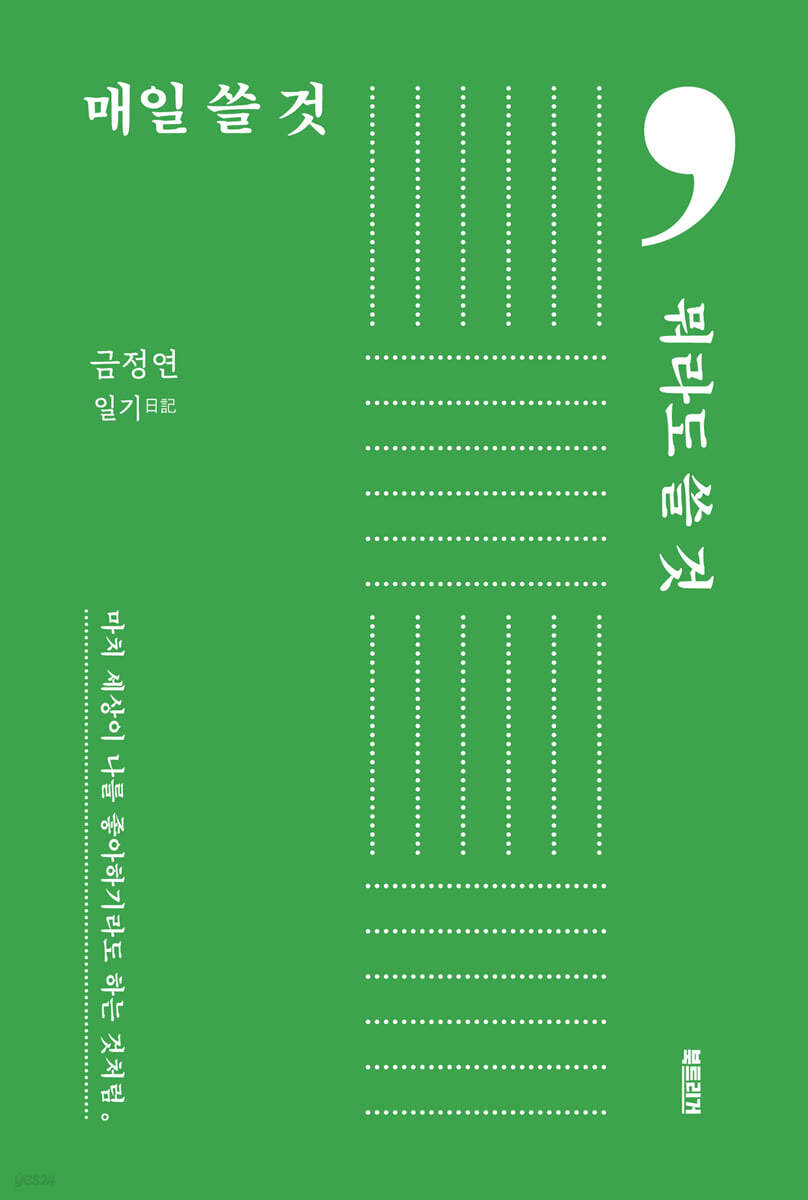 매일 쓸 것
,
뭐라도 쓸 것
금정연
일기日記
마치 세상이 나를 좋아하기라도 하는 것처럼。
북트리거
yes24